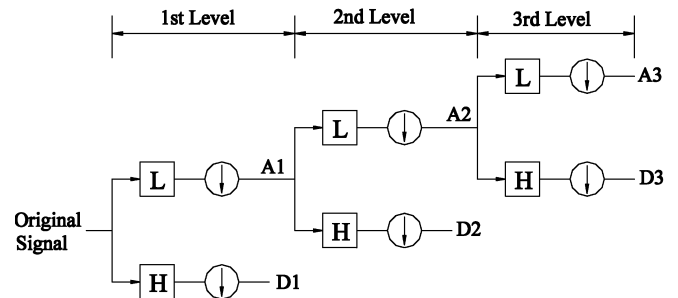 1st Level
2nd Level
3rd Level
L
A3
L
A2
L
A1
H
D3
Original
Signal
H
D2
H
D1